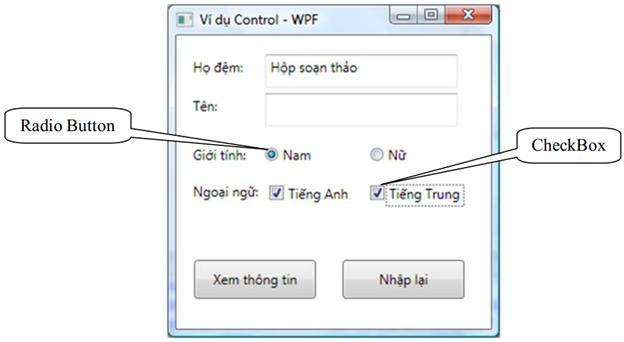 Ví dụ Control - WPF
Họ đệm: Hộp soạn thảo
Tên:
Radio Button
CheckBox
Giới tính: Nam Nữ
Ngoại ngữ: Tiếng Anh Tiếng Trung
Xem thông tin Nhập lại